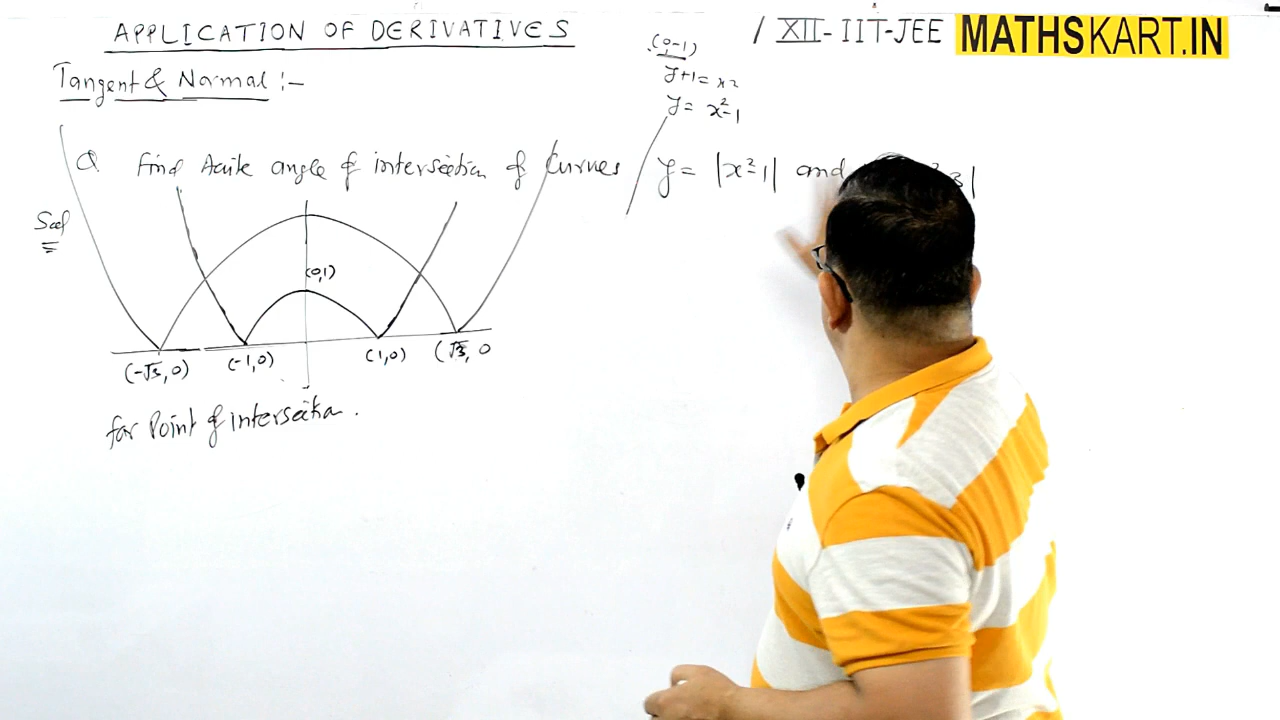 APPLICATION OF DERIVATIVES
/ XII-IIT-JEE
MATHSKART.IN
Tangent & Normal :-
(0,-1)
y+1 = x2
y = x²-1
Q Find Acute angle of intersection of Curves / y = |x²-1| and 3|
Sol
(0,1)
(-√3, 0) (-1,0) (1,0) (√3, 0
for Point of intersection .